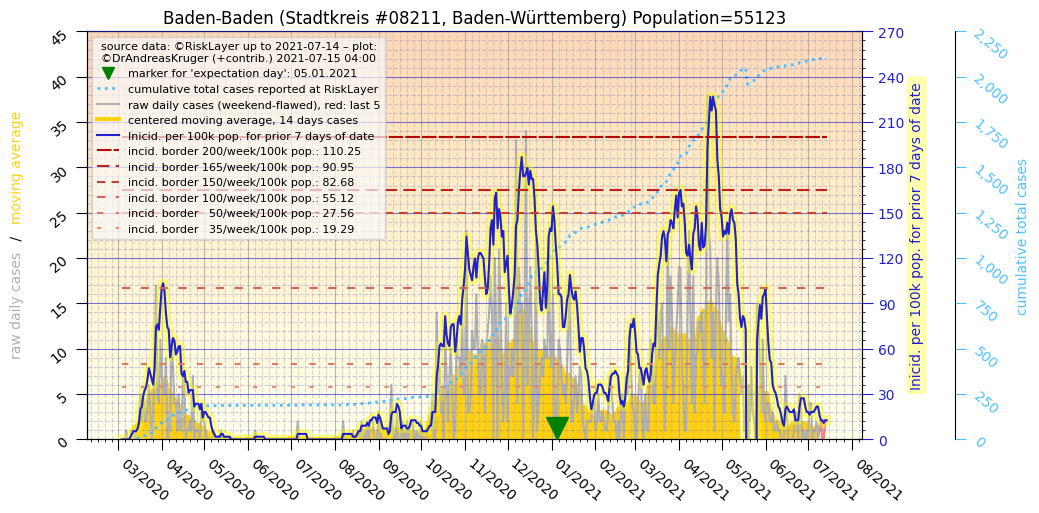 Baden-Baden (Stadtkreis #08211, Baden-Württemberg) Population=55123
source data: ©RiskLayer up to 2021-07-14 – plot:
©DrAndreasKruger (+contrib.) 2021-07-15 04:00
marker for 'expectation day': 05.01.2021
cumulative total cases reported at RiskLayer
raw daily cases (weekend-flawed), red: last 5
centered moving average, 14 days cases
Inicid. per 100k pop. for prior 7 days of date
incid. border 200/week/100k pop.: 110.25
incid. border 165/week/100k pop.: 90.95
incid. border 150/week/100k pop.: 82.68
incid. border 100/week/100k pop.: 55.12
incid. border 50/week/100k pop.: 27.56
incid. border 35/week/100k pop.: 19.29
raw daily cases / moving average
45
40
35
30
25
20
15
10
5
0
03/2020
04/2020
05/2020
06/2020
07/2020
08/2020
09/2020
10/2020
11/2020
12/2020
01/2021
02/2021
03/2021
04/2021
05/2021
06/2021
07/2021
08/2021
270
240
210
180
150
120
90
60
30
0
Inicid. per 100k pop. for prior 7 days of date
2,250
2,000
1,750
1,500
1,250
1,000
750
500
250
0
cumulative total cases